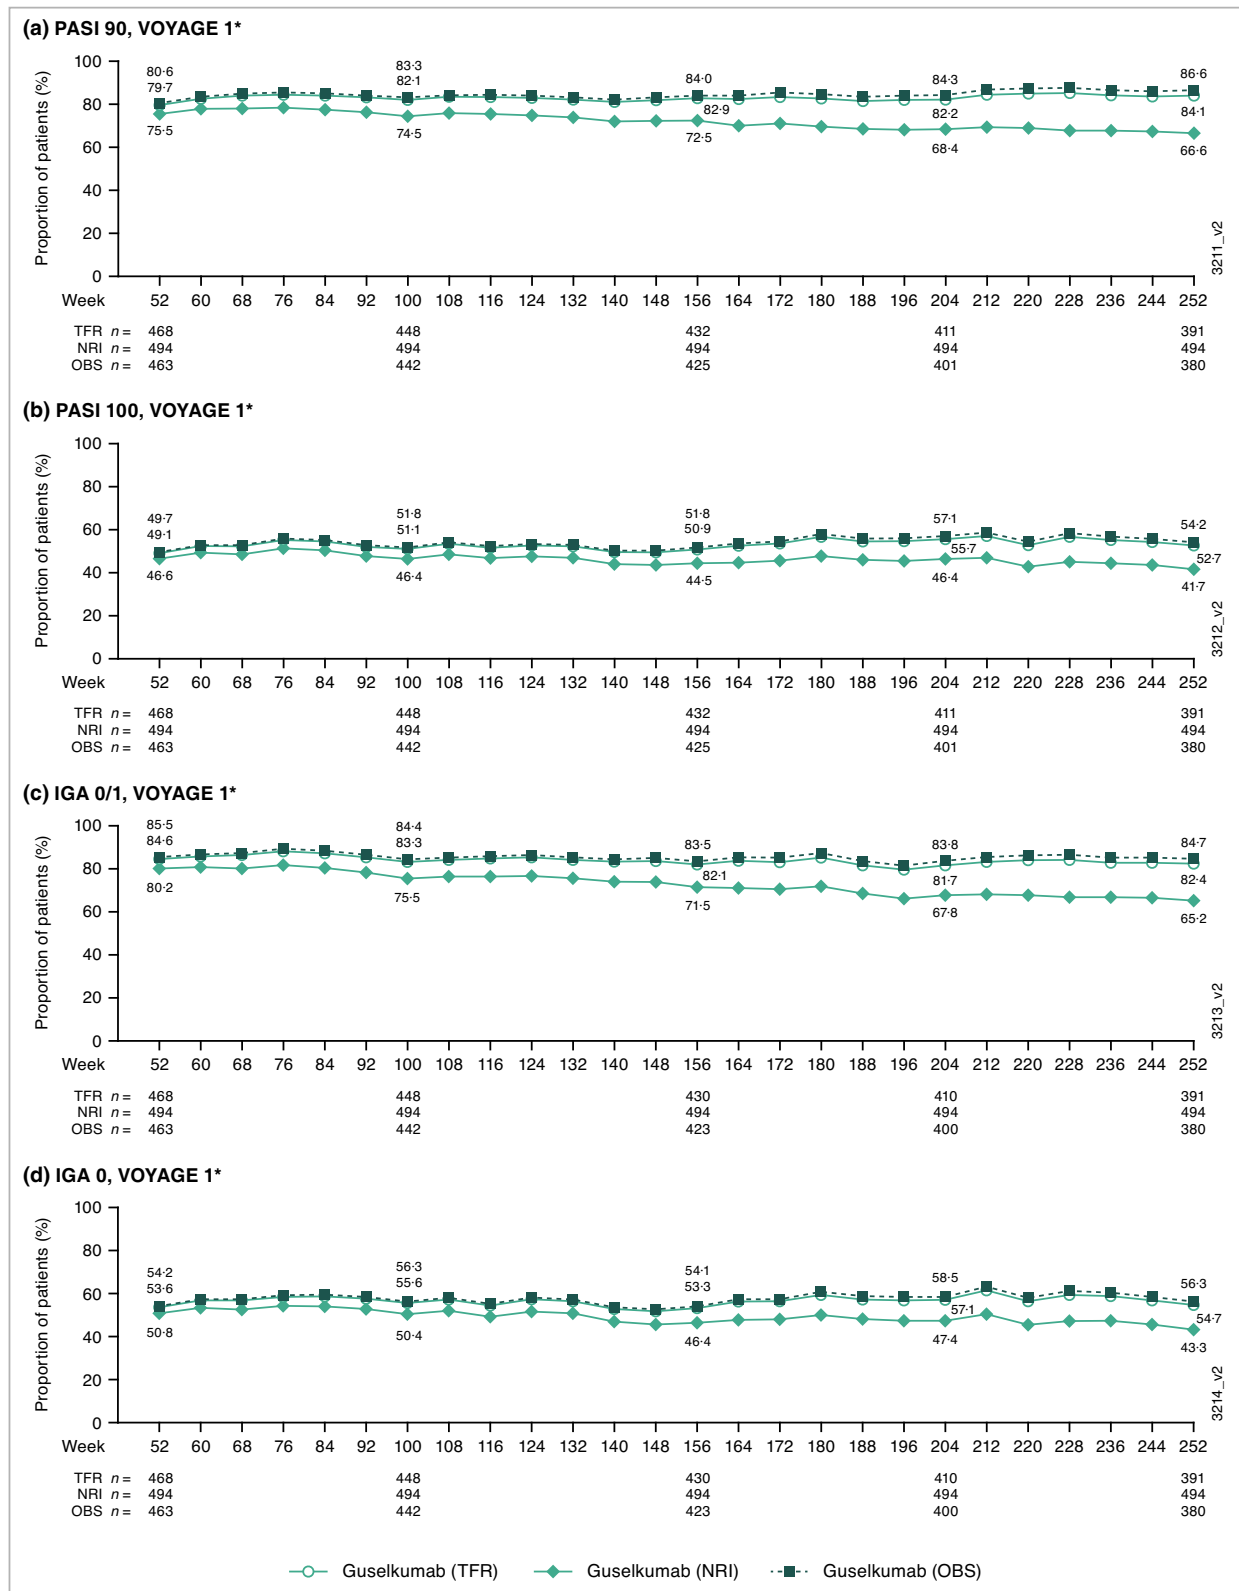 (a) PASI 90, VOYAGE 1*
Proportion of patients (%)
100
80
60
40
20
0
80·6
79·7
75·5
83·3
82·1
74·5
84·0
82·9
72·5
84·3
82·2
68·4
86·6
84·1
66·6
3211_v2
Week 52 60 68 76 84 92 100 108 116 124 132 140 148 156 164 172 180 188 196 204 212 220 228 236 244 252
TFR n = 468 448 432 411 391
NRI n = 494 494 494 494 494
OBS n = 463 442 425 401 380
(b) PASI 100, VOYAGE 1*
Proportion of patients (%)
100
80
60
40
20
0
49·7
49·1
46·6
51·8
51·1
46·4
51·8
50·9
44·5
57·1
55·7
46·4
54·2
52·7
41·7
3212_v2
Week 52 60 68 76 84 92 100 108 116 124 132 140 148 156 164 172 180 188 196 204 212 220 228 236 244 252
TFR n = 468 448 432 411 391
NRI n = 494 494 494 494 494
OBS n = 463 442 425 401 380
(c) IGA 0/1, VOYAGE 1*
Proportion of patients (%)
100
80
60
40
20
0
85·5
84·6
80·2
84·4
83·3
75·5
83·5
82·1
71·5
83·8
81·7
67·8
84·7
82·4
65·2
3213_v2
Week 52 60 68 76 84 92 100 108 116 124 132 140 148 156 164 172 180 188 196 204 212 220 228 236 244 252
TFR n = 468 448 430 410 391
NRI n = 494 494 494 494 494
OBS n = 463 442 423 400 380
(d) IGA 0, VOYAGE 1*
Proportion of patients (%)
100
80
60
40
20
0
54·2
53·6
50·8
56·3
55·6
50·4
54·1
53·3
46·4
58·5
57·1
47·4
56·3
54·7
43·3
3214_v2
Week 52 60 68 76 84 92 100 108 116 124 132 140 148 156 164 172 180 188 196 204 212 220 228 236 244 252
TFR n = 468 448 430 410 391
NRI n = 494 494 494 494 494
OBS n = 463 442 423 400 380
Guselkumab (TFR) Guselkumab (NRI) Guselkumab (OBS)